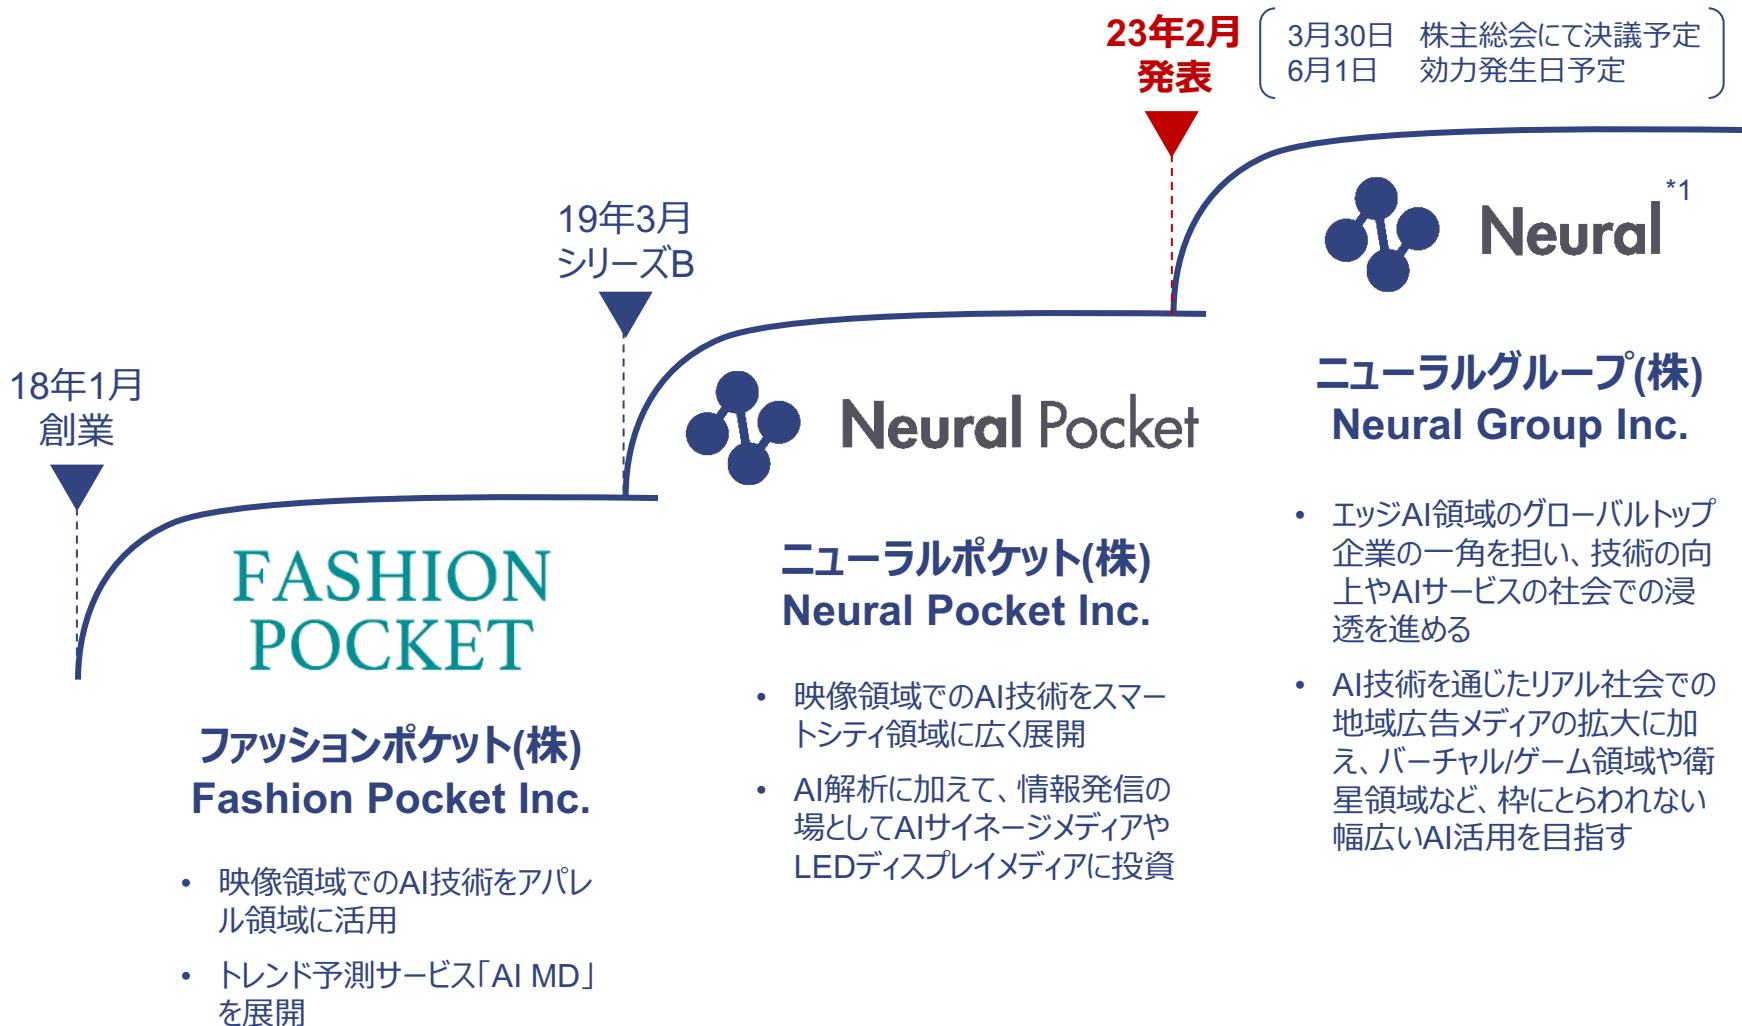 18年1月
創業
FASHION
POCKET
ファッションポケット(株)
Fashion Pocket Inc.
• 映像領域でのAI技術をアパレ
ル領域に活用
• トレンド予測サービス「AI MD」
を展開
19年3月
シリーズB
Neural Pocket
ニューラルポケット(株)
Neural Pocket Inc.
• 映像領域でのAI技術をスマー
トシティ領域に広く展開
• AI解析に加えて、情報発信の
場としてAIサイネージメディアや
LEDディスプレイメディアに投資
23年2月
発表
3月30日 株主総会にて決議予定
6月1日 効力発生日予定
Neural *1
ニューラルグループ(株)
Neural Group Inc.
• エッジAI領域のグローバルトップ
企業の一角を担い、技術の向
上やAIサービスの社会での浸
透を進める
• AI技術を通じたリアル社会での
地域広告メディアの拡大に加
え、バーチャル/ゲーム領域や衛
星領域など、枠にとらわれない
幅広いAI活用を目指す